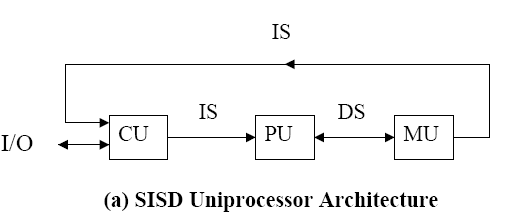 IS
IS
DS
I/O
CU
PU
MU
(a) SISD Uniprocessor Architecture